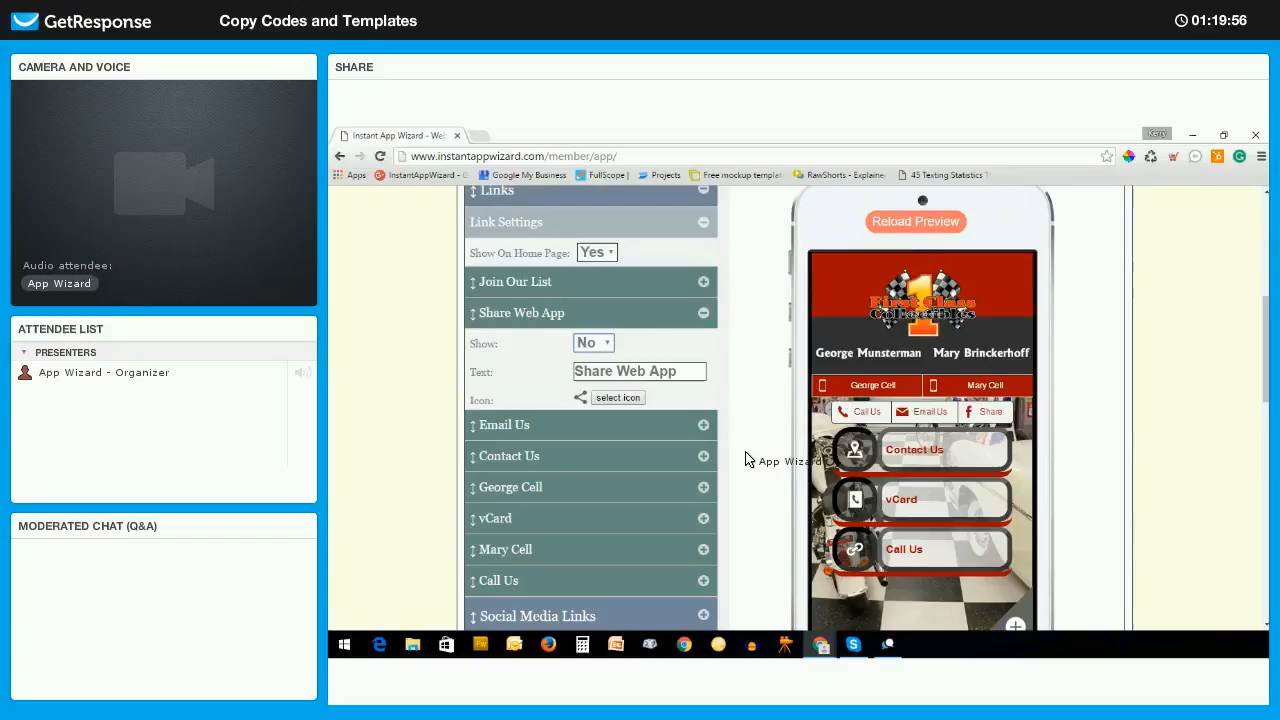 GetResponse
Copy Codes and Templates
01:19:56
CAMERA AND VOICE
Audio attendee:
App Wizard
ATTENDEE LIST
PRESENTERS
App Wizard - Organizer
MODERATED CHAT (Q&A)
SHARE
Instant App Wizard - Web
Kerry
www.instantappwizard.com/member/app/
Apps
InstantAppWizard - G
Google My Business
FullScope |
Projects
Free mockup templat
RawShorts - Explaine
45 Texting Statistics T
Links
Link Settings
Show On Home Page: Yes
Join Our List
Share Web App
Show: No
Text: Share Web App
Icon: select icon
Email Us
Contact Us
George Cell
vCard
Mary Cell
Call Us
Social Media Links
App Wizard
Reload Preview
1
First Class
Collectibles
George Munsterman Mary Brinckerhoff
George Cell Mary Cell
Call Us Email Us Share
Contact Us
vCard
Call Us